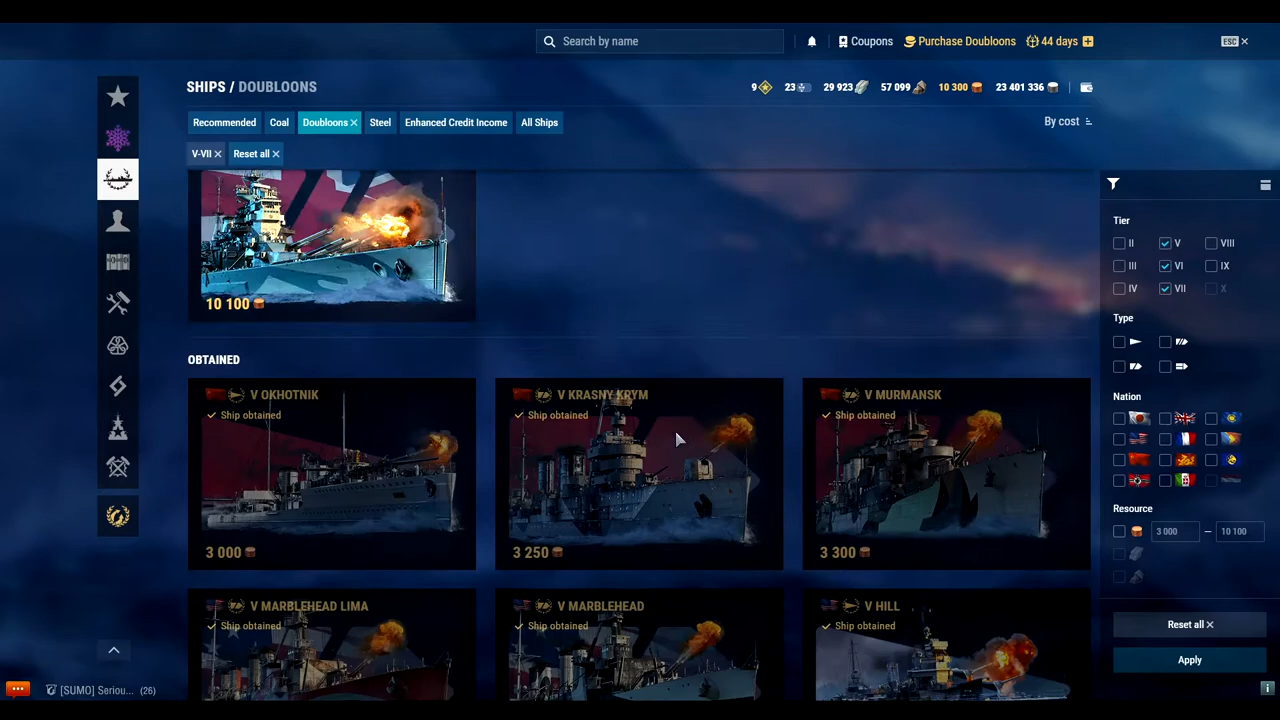 Search by name
Coupons
Purchase Doubloons
44 days
ESC
SHIPS / DOUBLOONS
9
23
29 923
57 099
10 300
23 401 336
Recommended
Coal
Doubloons
Steel
Enhanced Credit Income
All Ships
By cost
V-VII
Reset all
10 100
OBTAINED
V OKHOTNIK
Ship obtained
3 000
V KRASNY KRYM
Ship obtained
3 250
V MURMANSK
Ship obtained
3 300
V MARBLEHEAD LIMA
Ship obtained
V MARBLEHEAD
Ship obtained
V HILL
Ship obtained
Tier
II V VIII
III VI IX
IV VII X
Type
Nation
Resource
3 000 — 10 100
Reset all
Apply
[SUMO] Seriou... (26)